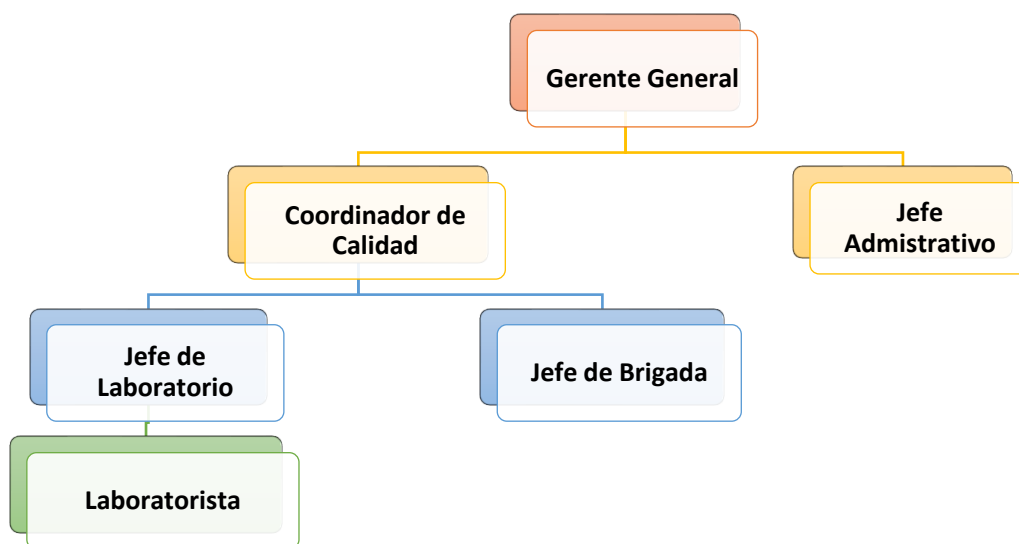 Gerente General
Coordinador de
Calidad
Jefe
Admistrativo
Jefe de
Laboratorio
Jefe de Brigada
Laboratorista